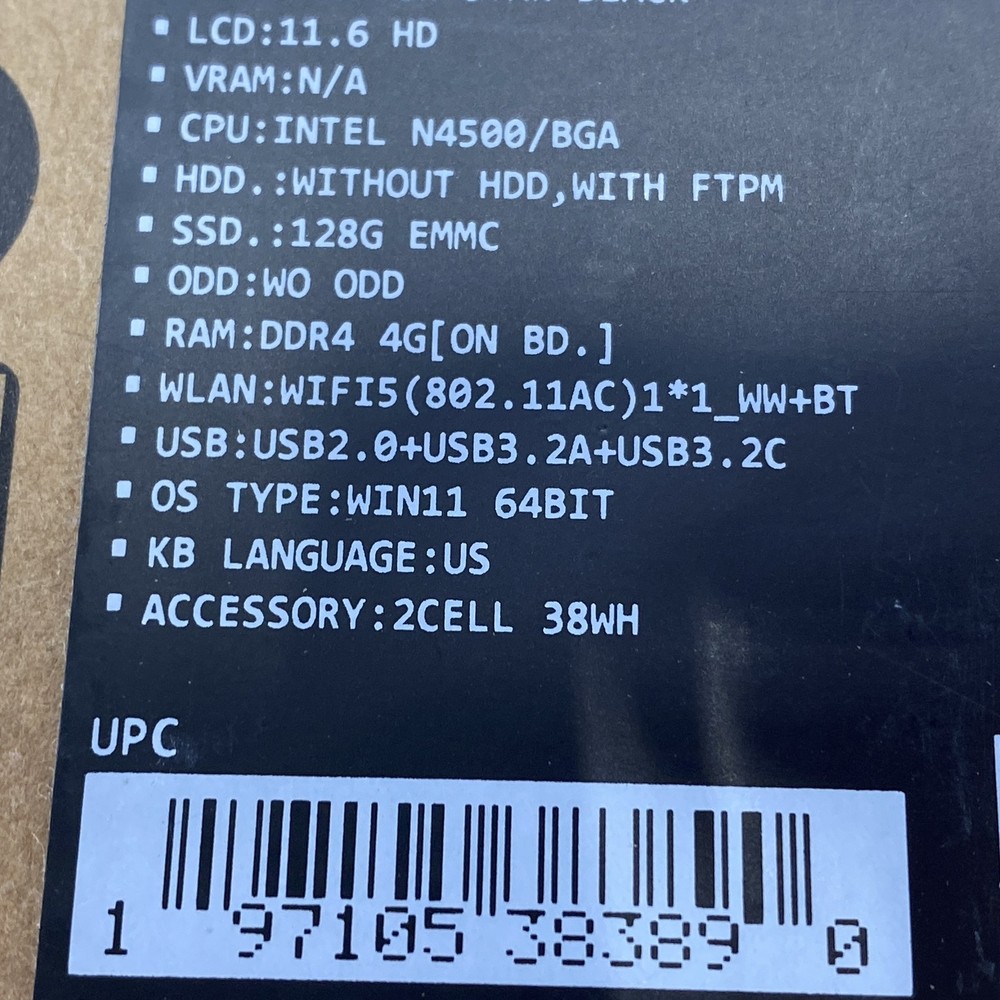 ▪ LCD:11.6 HD
▪ VRAM:N/A
▪ CPU:INTEL N4500/BGA
▪ HDD.:WITHOUT HDD,WITH FTPM
▪ SSD.:128G EMMC
▪ ODD:WO ODD
▪ RAM:DDR4 4G[ON BD.]
▪ WLAN:WIFI5(802.11AC)1*1_WW+BT
▪ USB:USB2.0+USB3.2A+USB3.2C
▪ OS TYPE:WIN11 64BIT
▪ KB LANGUAGE:US
▪ ACCESSORY:2CELL 38WH
UPC
1 97105 38389 0